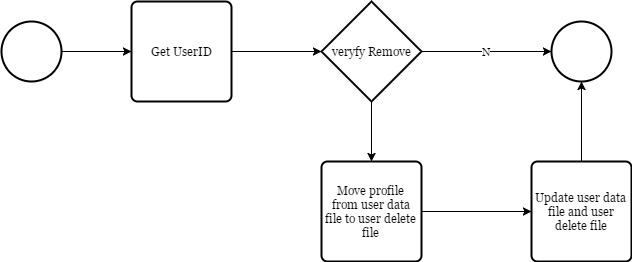 Get UserID
veryfy Remove
N
Move profile
from user data
file to user delete
file
Update user data
file and user
delete file